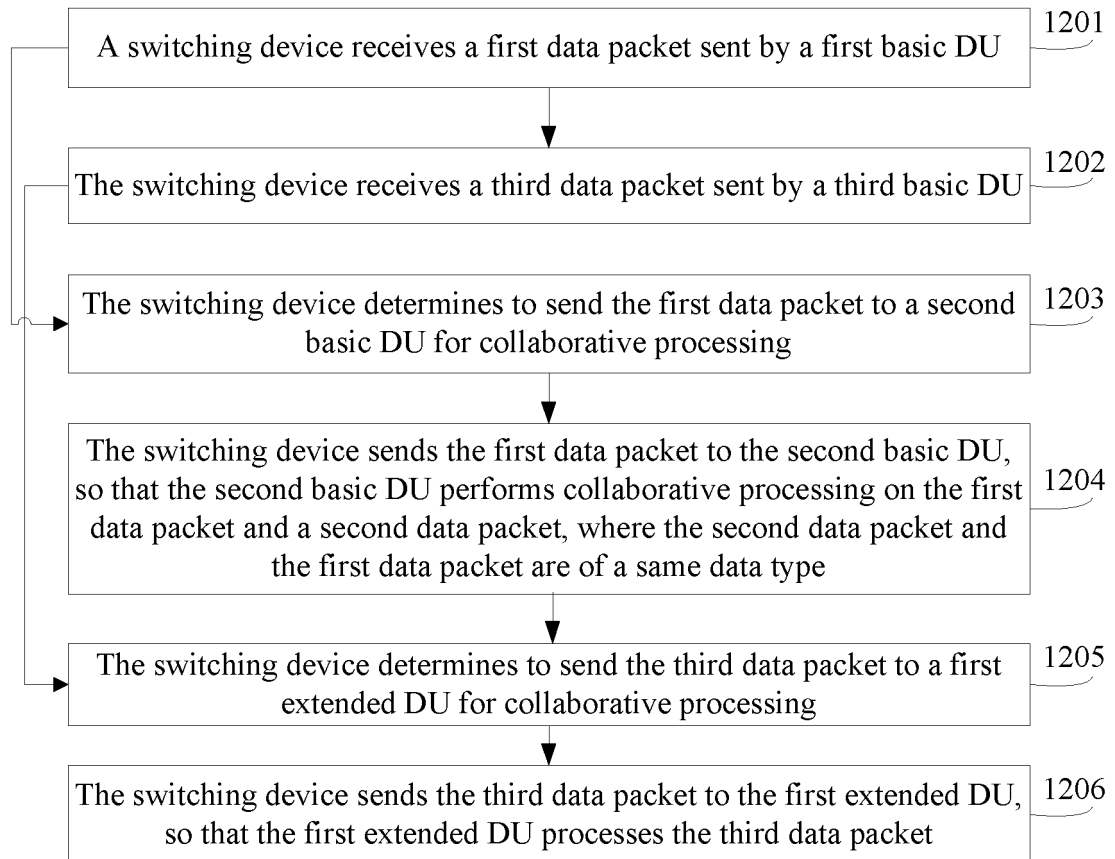 1201
A switching device receives a first data packet sent by a first basic DU
1202
The switching device receives a third data packet sent by a third basic DU
1203
The switching device determines to send the first data packet to a second
basic DU for collaborative processing
The switching device sends the first data packet to the second basic DU,
so that the second basic DU performs collaborative processing on the first
data packet and a second data packet, where the second data packet and
the first data packet are of a same data type
1204
The switching device determines to send the third data packet to a first
extended DU for collaborative processing
1205
The switching device sends the third data packet to the first extended DU,
so that the first extended DU processes the third data packet
1206